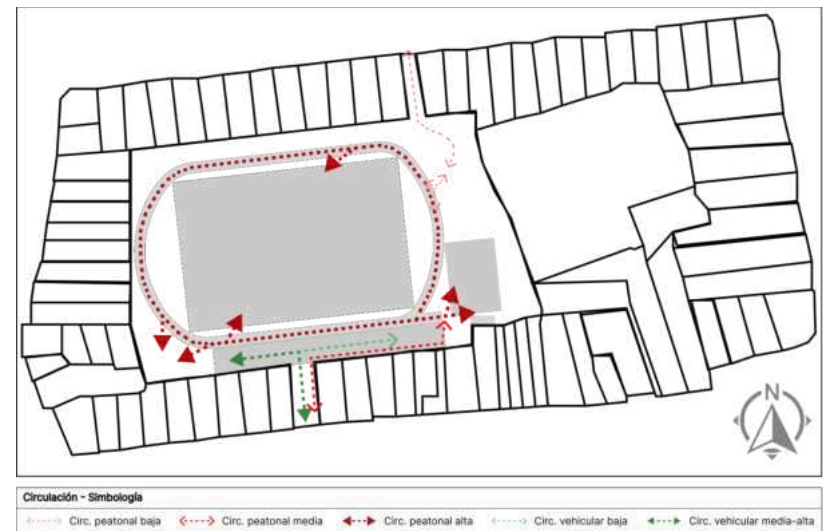 N
Circulación - Simbología
Circ. peatonal baja Circ. peatonal media Circ. peatonal alta Circ. vehicular baja Circ. vehicular media-alta